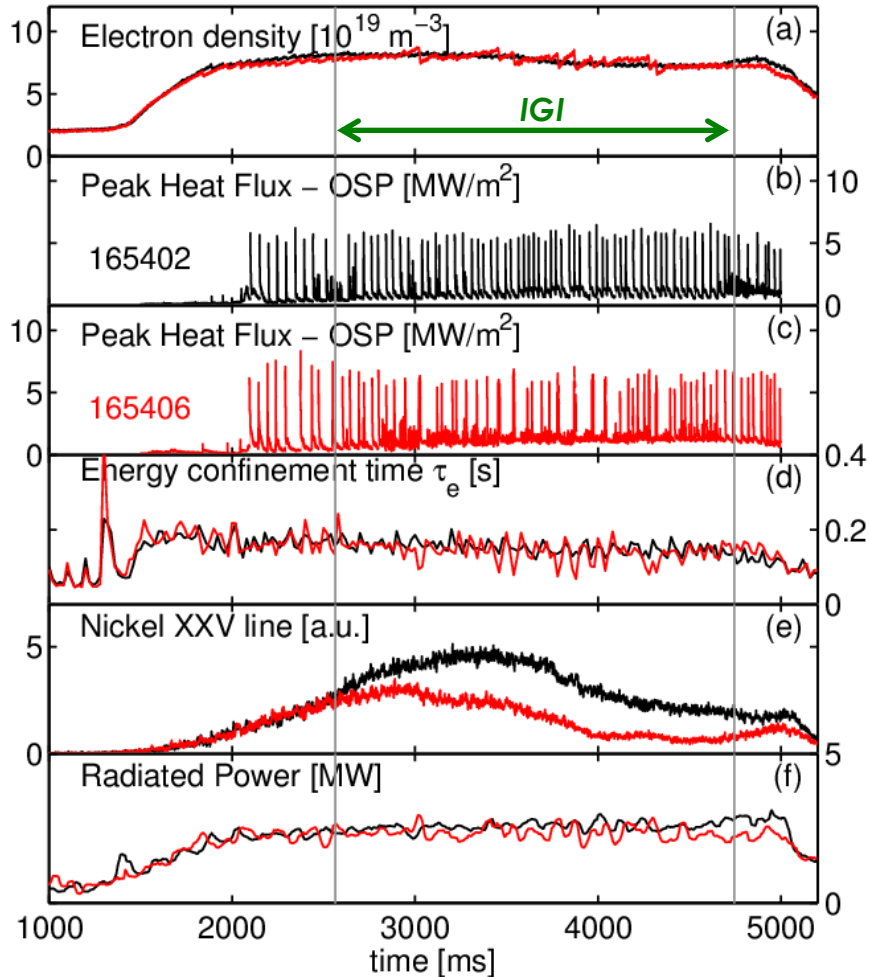 10
Electron density [10^19 m^−3]
(a)
5
IGI
0
Peak Heat Flux − OSP [MW/m^2]
(b)
10
165402
5
0
10
Peak Heat Flux − OSP [MW/m^2]
(c)
5
165406
0
Energy confinement time τ_e [s]
0.4
(d)
0.2
0
Nickel XXV line [a.u.]
(e)
5
0
5
Radiated Power [MW]
(f)
0
1000 2000 3000 4000 5000
time [ms]